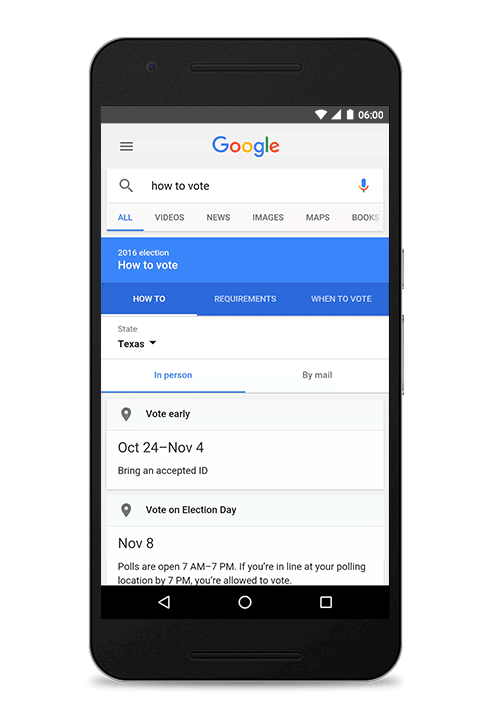 06:00
Google
how to vote
ALL VIDEOS NEWS IMAGES MAPS BOOKS
2016 election
How to vote
HOW TO REQUIREMENTS WHEN TO VOTE
State
Texas
In person By mail
Vote early
Oct 24–Nov 4
Bring an accepted ID
Vote on Election Day
Nov 8
Polls are open 7 AM–7 PM. If you're in line at your polling
location by 7 PM, you're allowed to vote.